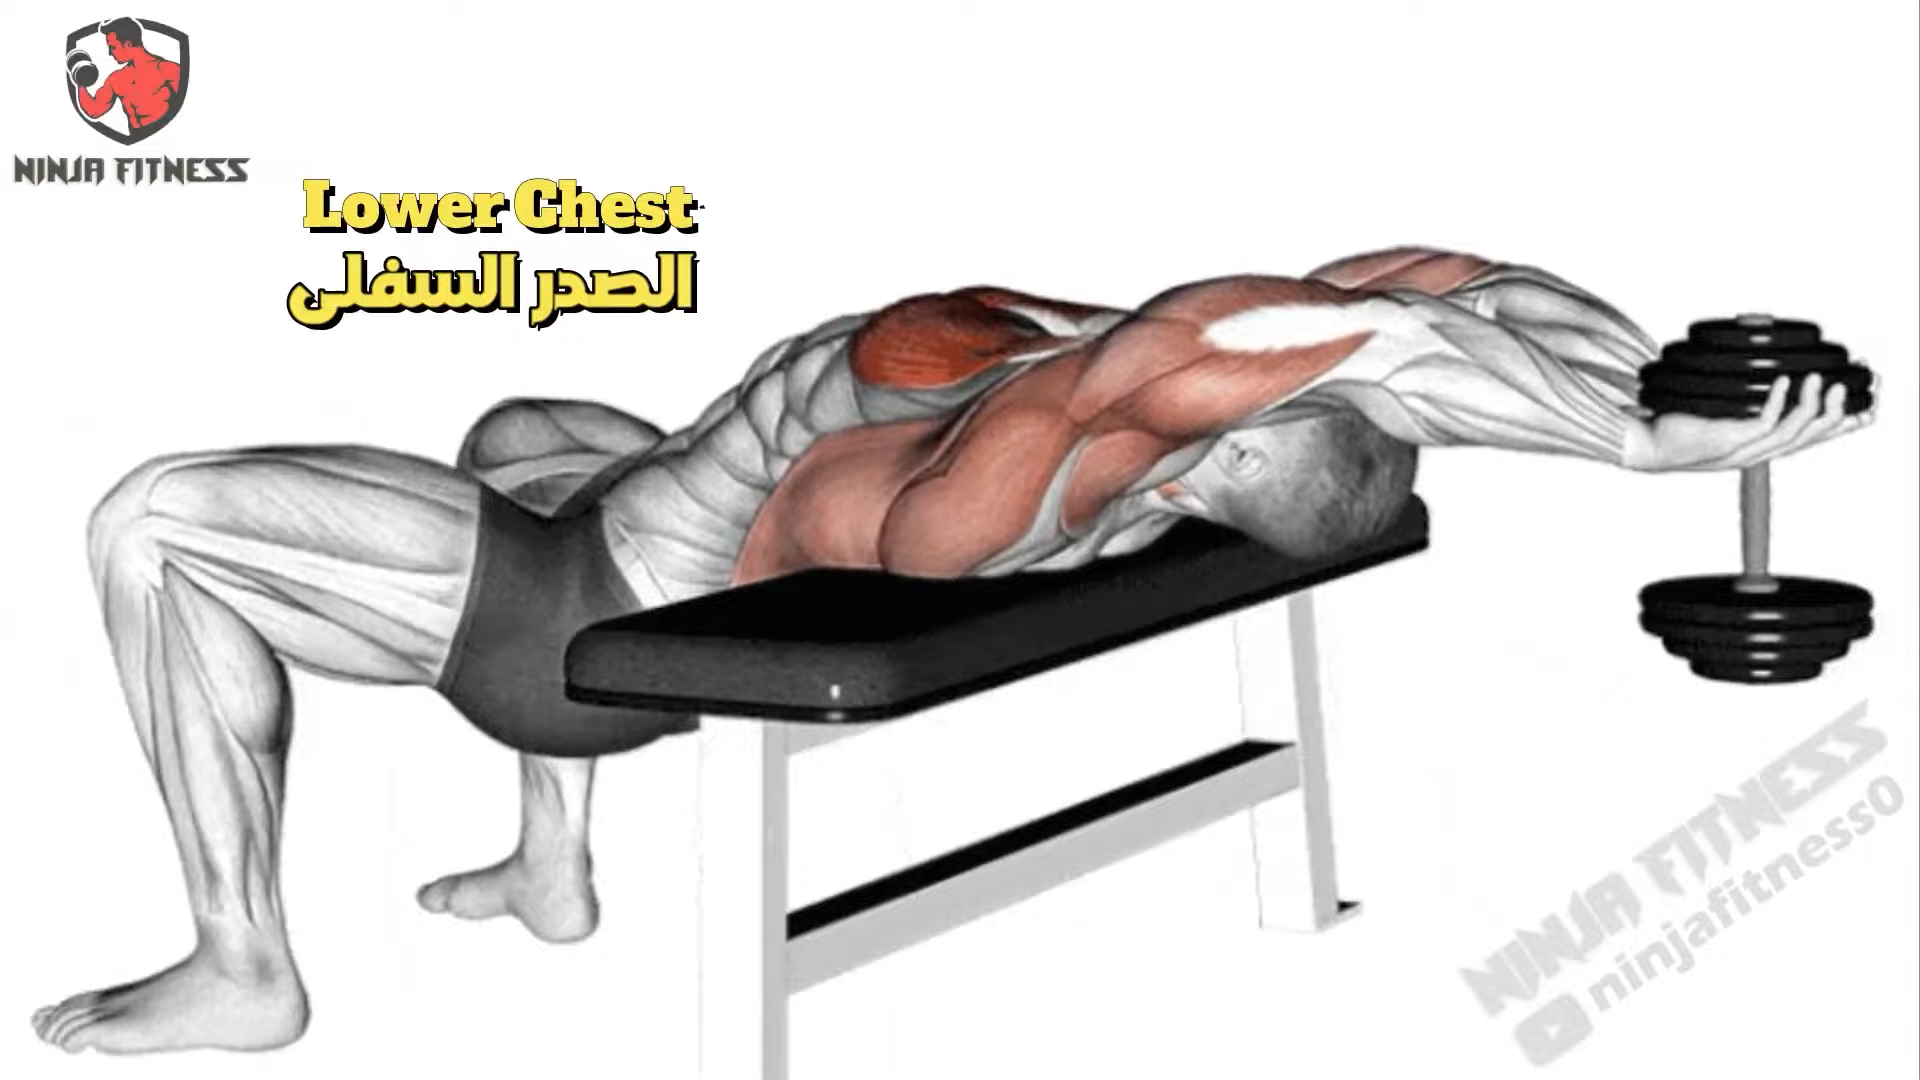 NINJA FITNESS
Lower Chest
الصدر السفلى
NINJA FITNESS
ninjafitness0